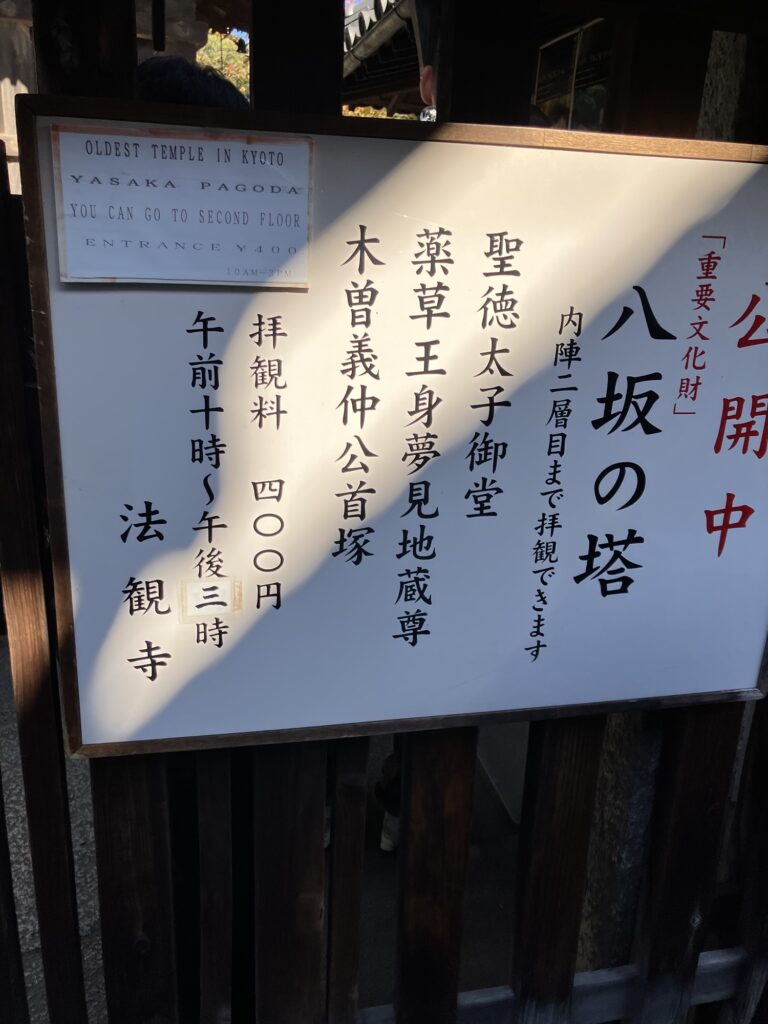 公開中
「重要文化財」
八坂の塔
内陣二層目まで拝観できます
聖徳太子御堂
薬草王身夢見地蔵尊
木曽義仲公首塚
拝観料 四〇〇円
午前十時〜午後三時
法観寺
OLDEST TEMPLE IN KYOTO
YASAKA PAGODA
YOU CAN GO TO SECOND FLOOR
ENTRANCE ¥400
10AM-3PM